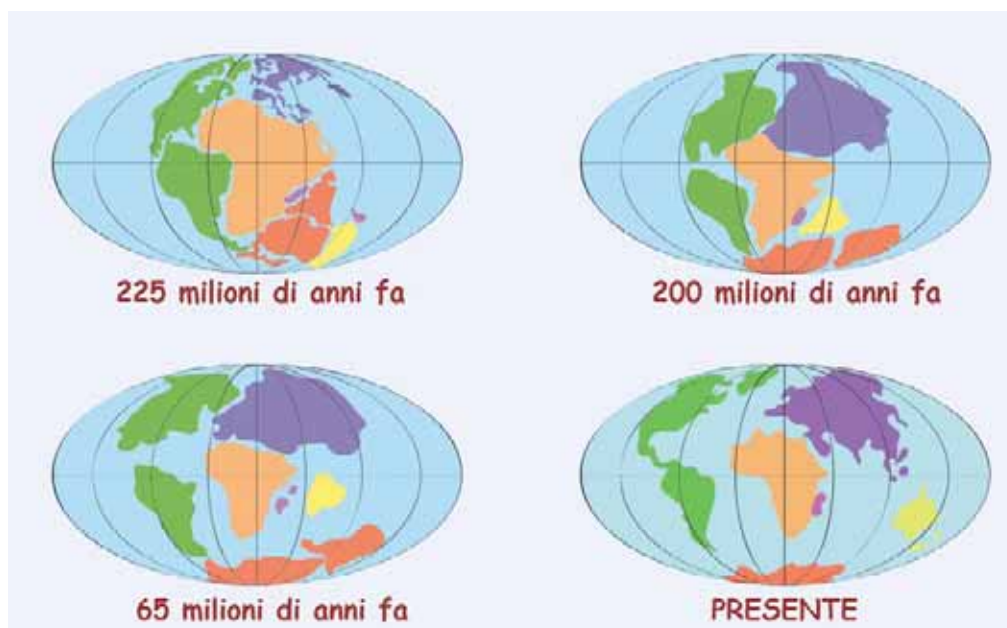 225 milioni di anni fa
200 milioni di anni fa
65 milioni di anni fa
PRESENTE